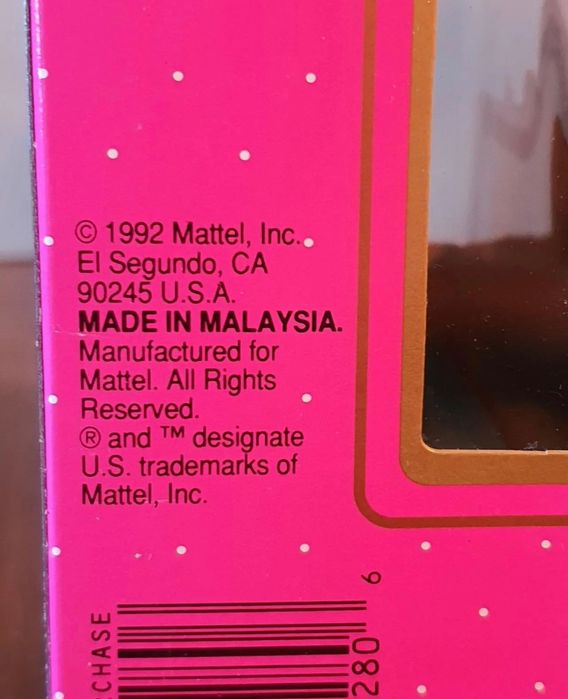 © 1992 Mattel, Inc.
El Segundo, CA
90245 U.S.A.
MADE IN MALAYSIA.
Manufactured for
Mattel. All Rights
Reserved.
® and ™ designate
U.S. trademarks of
Mattel, Inc.
CHASE
280
6